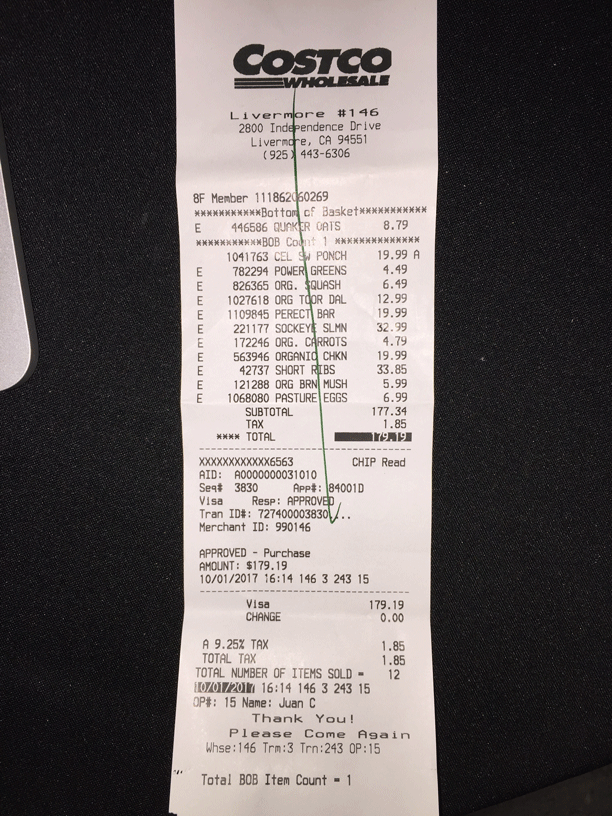 COSTCO
WHOLESALE
Livermore #146
2800 Independence Drive
Livermore, CA 94551
(925) 443-6306
8F Member 111862060269
***********Bottom of Basket***********
E 446586 QUAKER OATS 8.79
***********BOB Count 1 **************
1041763 CEL SW PONCH 19.99 A
E 782294 POWER GREENS 4.49
E 826365 ORG. SQUASH 6.49
E 1027618 ORG TOOR DAL 12.99
E 1109845 PERECT BAR 19.99
E 221177 SOCKEYE SLMN 32.99
E 172246 ORG. CARROTS 4.79
E 563946 ORGANIC CHKN 19.99
E 42737 SHORT RIBS 33.85
E 121288 ORG BRN MUSH 5.99
E 1068080 PASTURE EGGS 6.99
SUBTOTAL 177.34
TAX 1.85
**** TOTAL 179.19
XXXXXXXXXXXX6563 CHIP Read
AID: A0000000031010
Seq# 3830 App#: 84001D
Visa Resp: APPROVED
Tran ID#: 727400003830....
Merchant ID: 990146
APPROVED - Purchase
AMOUNT: $179.19
10/01/2017 16:14 146 3 243 15
Visa 179.19
CHANGE 0.00
A 9.25% TAX 1.85
TOTAL TAX 1.85
TOTAL NUMBER OF ITEMS SOLD = 12
10/01/2017 16:14 146 3 243 15
OP#: 15 Name: Juan C
Thank You!
Please Come Again
Whse:146 Trm:3 Trn:243 OP:15
Total BOB Item Count = 1